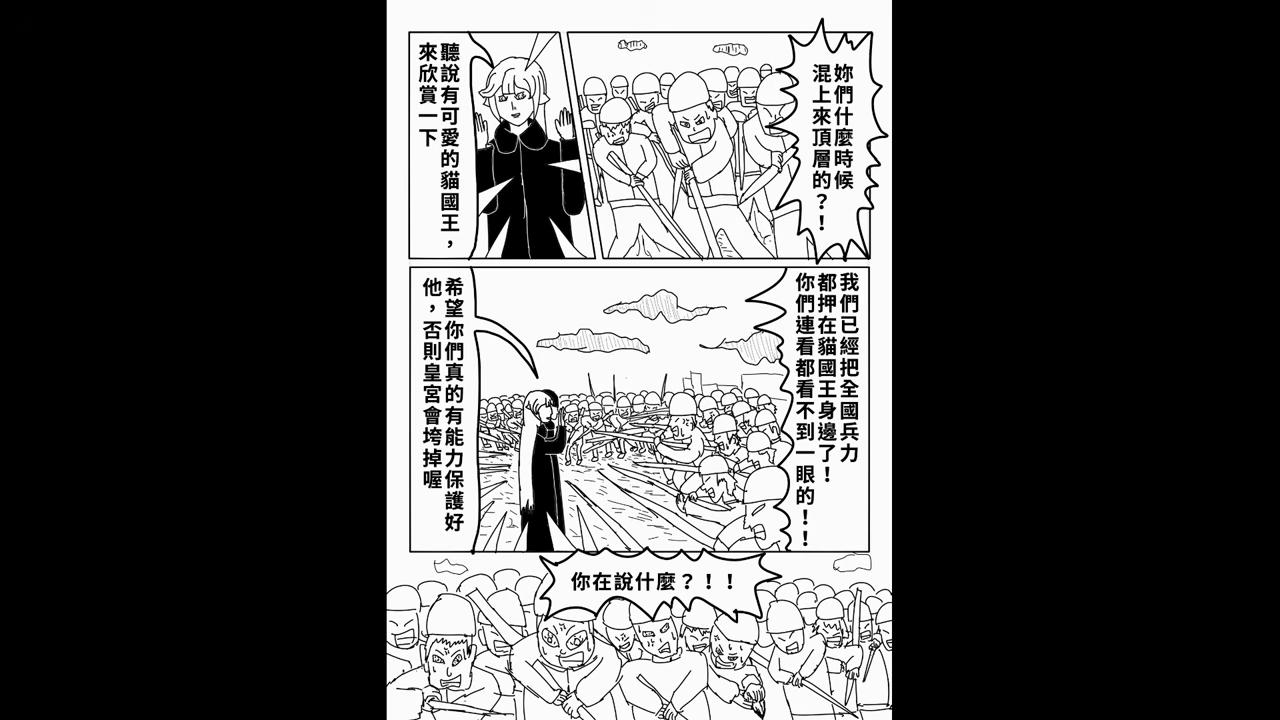 妳們什麼時候
混上來頂層的？！
聽說有可愛的貓國王，
來欣賞一下
我們已經把全國兵力
都押在貓國王身邊了！
你們連看都看不到一眼的！！
希望你們真的有能力保護好
他，否則皇宮會垮掉喔
你在說什麼？！！